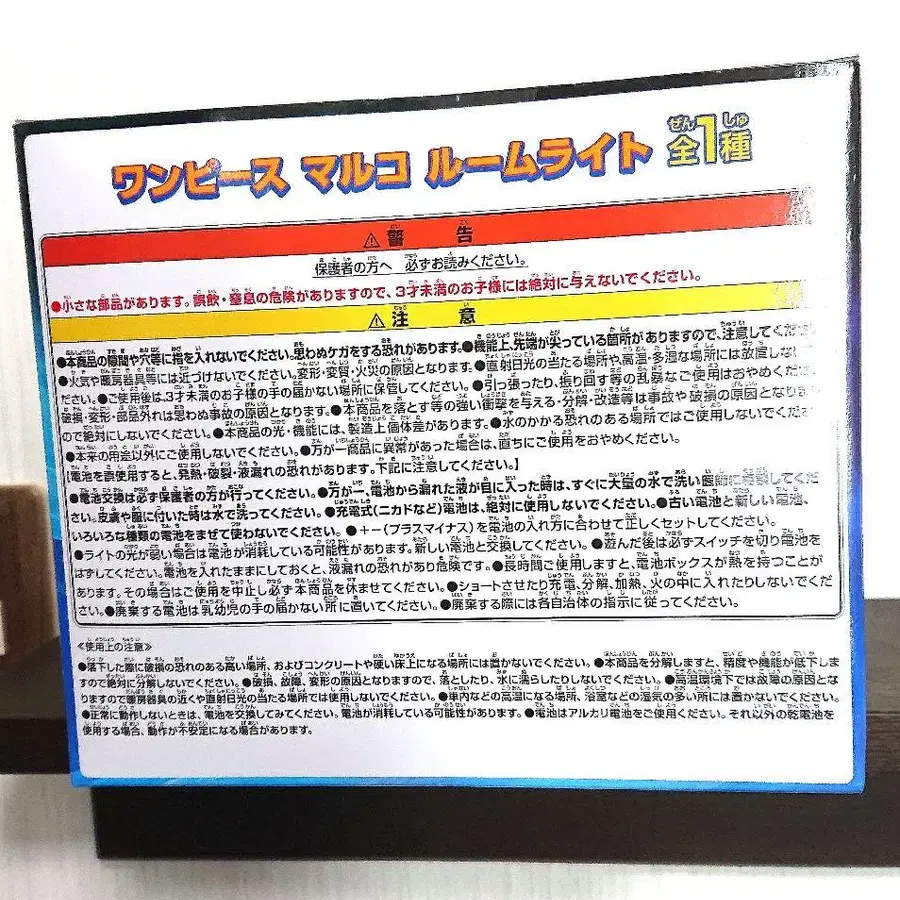 ワンピース マルコ ルームライト 全1種
⚠警告
保護者の方へ 必ずお読みください。
●小さな部品があります。誤飲・窒息の危険がありますので、3才未満のお子様には絶対に与えないでください。
⚠注意
●本商品の隙間や穴等に指を入れないでください。思わぬケガをする恐れがあります。●機能上、先端が尖っている箇所がありますので、注意してくだ
●火気や暖房器具等には近づけないでください。変形・変質・火災の原因となります。●直射日光の当たる場所や、高温・多湿な場所には放置しな
ださい。●ご使用後は、3才未満のお子様の手の届かない場所に保管してください。●引っ張ったり、振り回す等の乱暴なご使用はおやめくだ
破損・変形・部品外れは思わぬ事故の原因となります。●本商品を落とす等の強い衝撃を与える・分解・改造等は事故や破損の原因となりま
ので絶対にしないでください。●本商品の光・機能には、製造上個体差があります。●水のかかる恐れのある場所ではご使用しないでくだ
●本来の用途以外にご使用しないでください。●万が一商品に異常があった場合は、直ちにご使用をおやめください。
【電池を誤使用すると、発熱・破裂・液漏れの恐れがあります。下記に注意してください。】
●電池交換は必ず保護者の方が行ってください。●万が一、電池から漏れた液が目に入った時は、すぐに大量の水で洗い医師に相談してくだ
さい。皮膚や服に付いた時は水で洗ってください。●充電式(ニカドなど)電池は、絶対に使用しないでください。●古い電池と新しい電池、
いろいろな種類の電池をまぜて使わないでください。●+-(プラスマイナス)を電池の入れ方に合わせて正しくセットしてください。
●ライトの光が弱い場合は電池が消耗している可能性があります。新しい電池と交換してください。●遊んだ後は必ずスイッチを切り電池を
はずしてください。電池を入れたままにしておくと、液漏れの恐れがあり危険です。●長時間ご使用しますと、電池ボックスが熱を持つことが
あります。その場合はご使用を中止し必ず本商品を休ませてください。●ショートさせたり充電、分解、加熱、火の中に入れたりしないでくだ
さい。●廃棄する電池は乳幼児の手の届かない所に置いてください。●廃棄する際には各自治体の指示に従ってください。
≪使用上の注意≫
●落下した際に破損の恐れのある高い場所、およびコンクリートや硬い床上になる場所には置かないでください。●本商品を分解しますと、精度や機能が低下しま
すので絶対に分解しないでください。●破損、故障、変形の原因となりますので、落としたり、水に濡らしたりしないでください。●高温環境下では故障の原因とな
りますので暖房器具の近くや直射日光の当たる場所では使用しないでください。●車内などの高温になる場所、浴室などの湿気の多い所には置かないでください。
●正常に動作しないときは、電池を交換してみてください。電池が消耗している可能性があります。●電池はアルカリ電池をご使用ください。それ以外の乾電池を
使用する場合、動作が不安定になる場合があります。